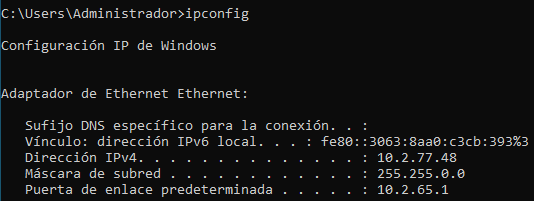 C:\Users\Administrador>ipconfig
Configuración IP de Windows
Adaptador de Ethernet Ethernet:
Sufijo DNS específico para la conexión. . :
Vínculo: dirección IPv6 local. . . : fe80::3063:8aa0:c3cb:393%3
Dirección IPv4. . . . . . . . . . . . . . : 10.2.77.48
Máscara de subred . . . . . . . . . . . . : 255.255.0.0
Puerta de enlace predeterminada . . . . . : 10.2.65.1